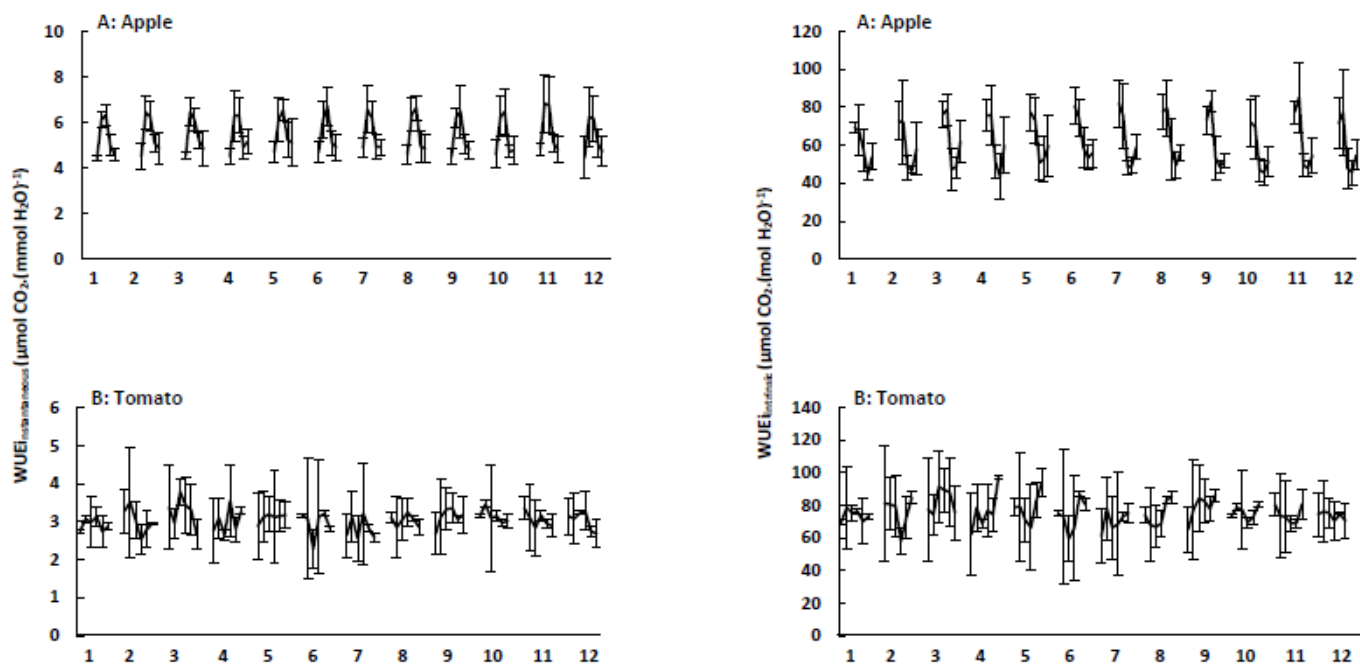 A: Apple
10
8
6
4
2
0
1 2 3 4 5 6 7 8 9 10 11 12
B: Tomato
6
5
4
3
2
1
0
1 2 3 4 5 6 7 8 9 10 11 12
WUEi instantaneous (µmol CO₂.(mmol H₂O)⁻¹)
A: Apple
120
100
80
60
40
20
0
1 2 3 4 5 6 7 8 9 10 11 12
B: Tomato
140
120
100
80
60
40
20
0
1 2 3 4 5 6 7 8 9 10 11 12
WUEi intrinsic (µmol CO₂.(mol H₂O)⁻¹)